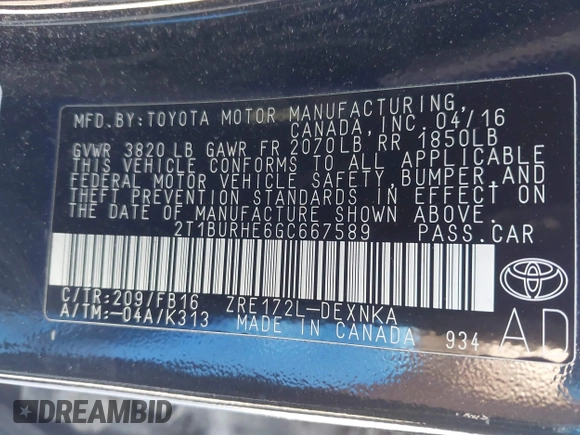 MFD.BY:TOYOTA MOTOR MANUFACTURING,
CANADA,INC. 04/16
GVWR 3820 LB GAWR FR 2070LB, RR 1850LB
THIS VEHICLE CONFORMS TO ALL APPLICABLE
FEDERAL MOTOR VEHICLE SAFETY, BUMPER,AND
THEFT PREVENTION STANDARDS IN EFFECT ON
THE DATE OF MANUFACTURE SHOWN ABOVE.
2T1BURHE6GC667589 PASS.CAR
C/TR:209/FB16 ZRE172L-DEXNKA
A/TM:-04A/K313 MADE IN CANADA 934
AD
DREAMBID